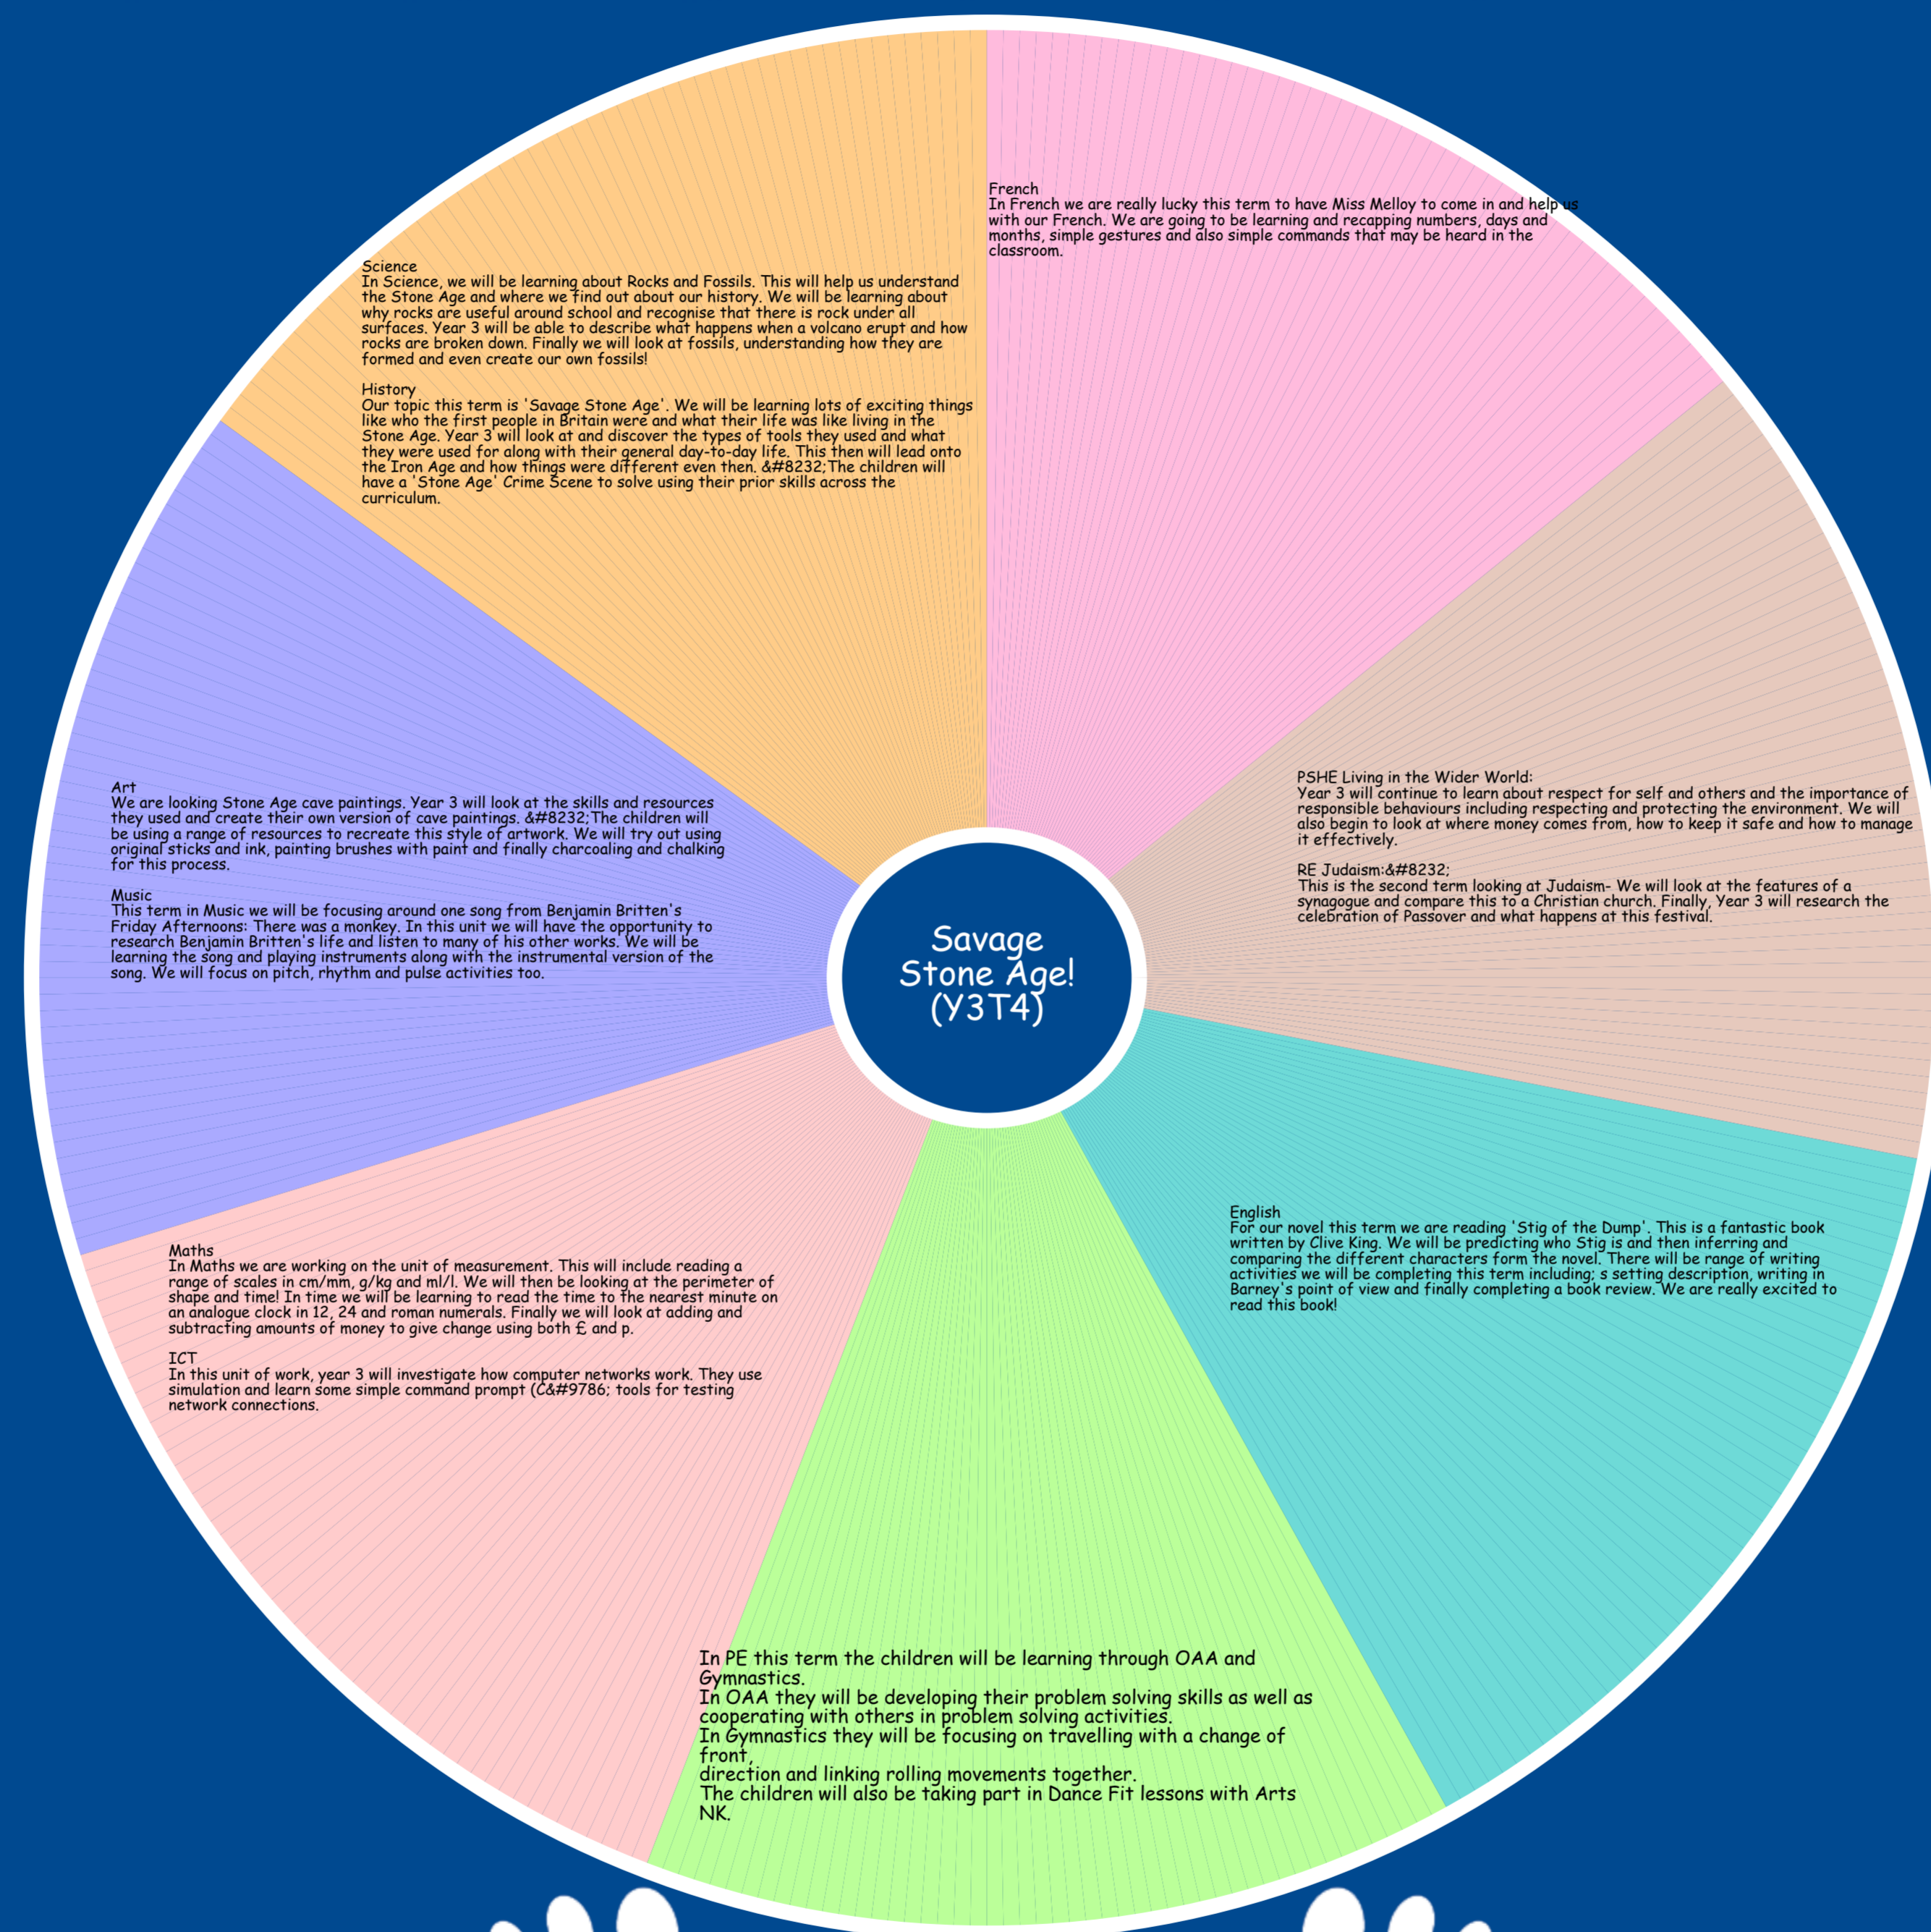 French
In French we are really lucky this term to have Miss Melloy to come in and help us
with our French. We are going to be learning and recapping numbers, days and
months, simple gestures and also simple commands that may be heard in the
classroom.
Science
In Science, we will be learning about Rocks and Fossils. This will help us understand
the Stone Age and where we find out about our history. We will be learning about
why rocks are useful around school and recognise that there is rock under all
surfaces. Year 3 will be able to describe what happens when a volcano erupt and how
rocks are broken down. Finally we will look at fossils, understanding how they are
formed and even create our own fossils!
History
Our topic this term is 'Savage Stone Age'. We will be learning lots of exciting things
like who the first people in Britain were and what their life was like living in the
Stone Age. Year 3 will look at and discover the types of tools they used and what
they were used for along with their general day-to-day life. This then will lead onto
the Iron Age and how things were different even then. &#8232;The children will
have a 'Stone Age' Crime Scene to solve using their prior skills across the
curriculum.
PSHE Living in the Wider World:
Year 3 will continue to learn about respect for self and others and the importance of
responsible behaviours including respecting and protecting the environment. We will
also begin to look at where money comes from, how to keep it safe and how to manage
it effectively.
RE Judaism:&#8232;
This is the second term looking at Judaism- We will look at the features of a
synagogue and compare this to a Christian church. Finally, Year 3 will research the
celebration of Passover and what happens at this festival.
Art
We are looking Stone Age cave paintings. Year 3 will look at the skills and resources
they used and create their own version of cave paintings. &#8232;The children will
be using a range of resources to recreate this style of artwork. We will try out using
original sticks and ink, painting brushes with paint and finally charcoaling and chalking
for this process.
Music
This term in Music we will be focusing around one song from Benjamin Britten's
Friday Afternoons: There was a monkey. In this unit we will have the opportunity to
research Benjamin Britten's life and listen to many of his other works. We will be
learning the song and playing instruments along with the instrumental version of the
song. We will focus on pitch, rhythm and pulse activities too.
Savage
Stone Age!
(Y3T4)
English
For our novel this term we are reading 'Stig of the Dump'. This is a fantastic book
written by Clive King. We will be predicting who Stig is and then inferring and
comparing the different characters form the novel. There will be range of writing
activities we will be completing this term including; s setting description, writing in
Barney's point of view and finally completing a book review. We are really excited to
read this book!
Maths
In Maths we are working on the unit of measurement. This will include reading a
range of scales in cm/mm, g/kg and ml/l. We will then be looking at the perimeter of
shape and time! In time we will be learning to read the time to the nearest minute on
an analogue clock in 12, 24 and roman numerals. Finally we will look at adding and
subtracting amounts of money to give change using both £ and p.
ICT
In this unit of work, year 3 will investigate how computer networks work. They use
simulation and learn some simple command prompt (C&#9786; tools for testing
network connections.
In PE this term the children will be learning through OAA and
Gymnastics.
In OAA they will be developing their problem solving skills as well as
cooperating with others in problem solving activities.
In Gymnastics they will be focusing on travelling with a change of
front,
direction and linking rolling movements together.
The children will also be taking part in Dance Fit lessons with Arts
NK.